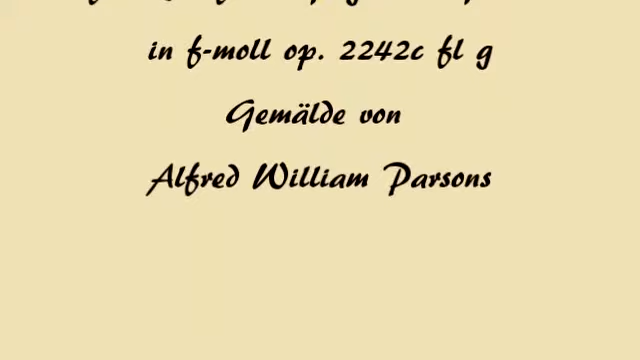 in f-moll op. 2242c fl g
Gemälde von
Alfred William Parsons